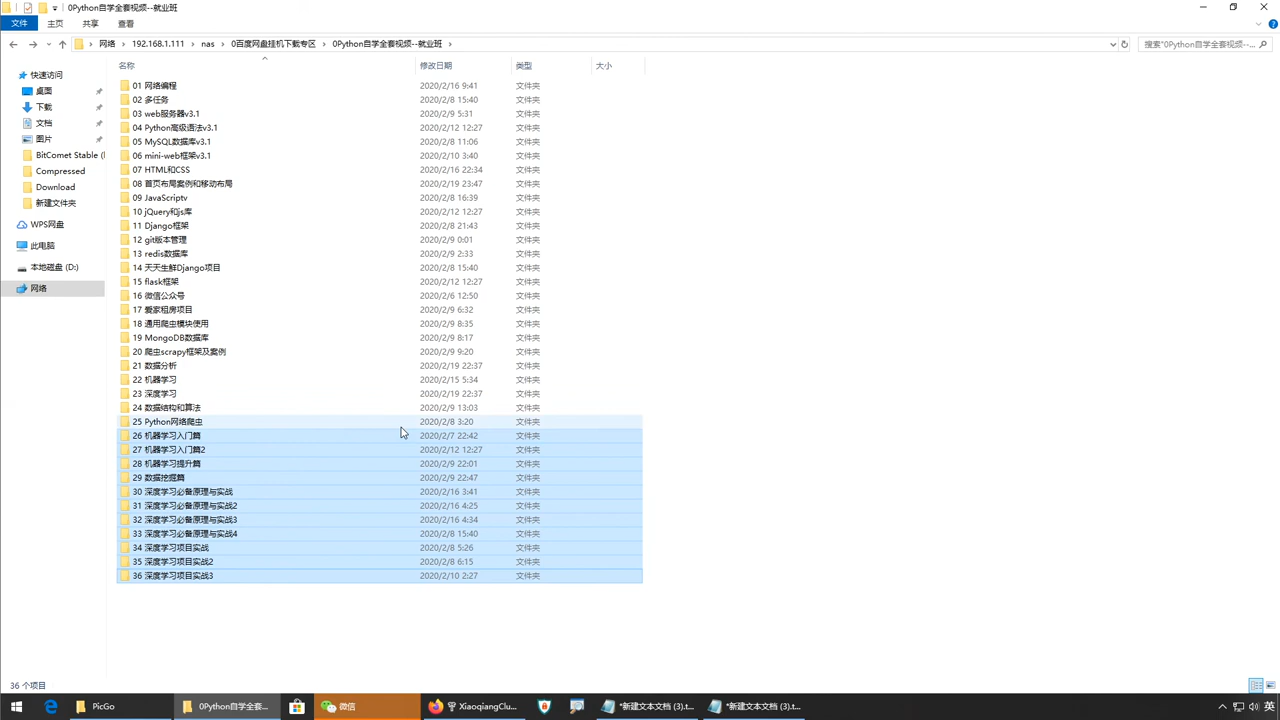 0Python自学全套视频--就业班
文件 主页 共享 查看
网络 192.168.1.111 nas 0百度网盘挂机下载专区 0Python自学全套视频--就业班
搜索"0Python自学全套视频--...
名称 修改日期 类型 大小
快速访问
桌面
下载
文档
图片
BitComet Stable (
Compressed
Download
新建文件夹
WPS网盘
此电脑
本地磁盘 (D:)
网络
01 网络编程 2020/2/16 9:41 文件夹
02 多任务 2020/2/8 15:40 文件夹
03 web服务器v3.1 2020/2/9 5:31 文件夹
04 Python高级语法v3.1 2020/2/12 12:27 文件夹
05 MySQL数据库v3.1 2020/2/8 11:06 文件夹
06 mini-web框架v3.1 2020/2/10 3:40 文件夹
07 HTML和CSS 2020/2/16 22:34 文件夹
08 首页布局案例和移动布局 2020/2/19 23:47 文件夹
09 JavaScriptv 2020/2/8 16:39 文件夹
10 jQuery和js库 2020/2/12 12:27 文件夹
11 Django框架 2020/2/8 21:43 文件夹
12 git版本管理 2020/2/9 0:01 文件夹
13 redis数据库 2020/2/9 2:33 文件夹
14 天天生鲜Django项目 2020/2/8 15:40 文件夹
15 flask框架 2020/2/12 12:27 文件夹
16 微信公众号 2020/2/6 12:50 文件夹
17 爱家租房项目 2020/2/9 6:32 文件夹
18 通用爬虫模块使用 2020/2/9 8:35 文件夹
19 MongoDB数据库 2020/2/9 8:17 文件夹
20 爬虫scrapy框架及案例 2020/2/9 9:20 文件夹
21 数据分析 2020/2/19 22:37 文件夹
22 机器学习 2020/2/15 5:34 文件夹
23 深度学习 2020/2/19 22:37 文件夹
24 数据结构和算法 2020/2/9 13:03 文件夹
25 Python网络爬虫 2020/2/8 3:20 文件夹
26 机器学习入门篇 2020/2/7 22:42 文件夹
27 机器学习入门篇2 2020/2/12 12:27 文件夹
28 机器学习提升篇 2020/2/9 22:01 文件夹
29 数据挖掘篇 2020/2/9 22:47 文件夹
30 深度学习必备原理与实战 2020/2/16 3:41 文件夹
31 深度学习必备原理与实战2 2020/2/16 4:25 文件夹
32 深度学习必备原理与实战3 2020/2/16 4:34 文件夹
33 深度学习必备原理与实战4 2020/2/8 15:40 文件夹
34 深度学习项目实战 2020/2/8 5:26 文件夹
35 深度学习项目实战2 2020/2/8 6:15 文件夹
36 深度学习项目实战3 2020/2/10 2:27 文件夹
36 个项目
PicGo 0Python自学全套... 微信 XiaoqiangClu... *新建文本文档 (3).t... *新建文本文档 (3).t... 英